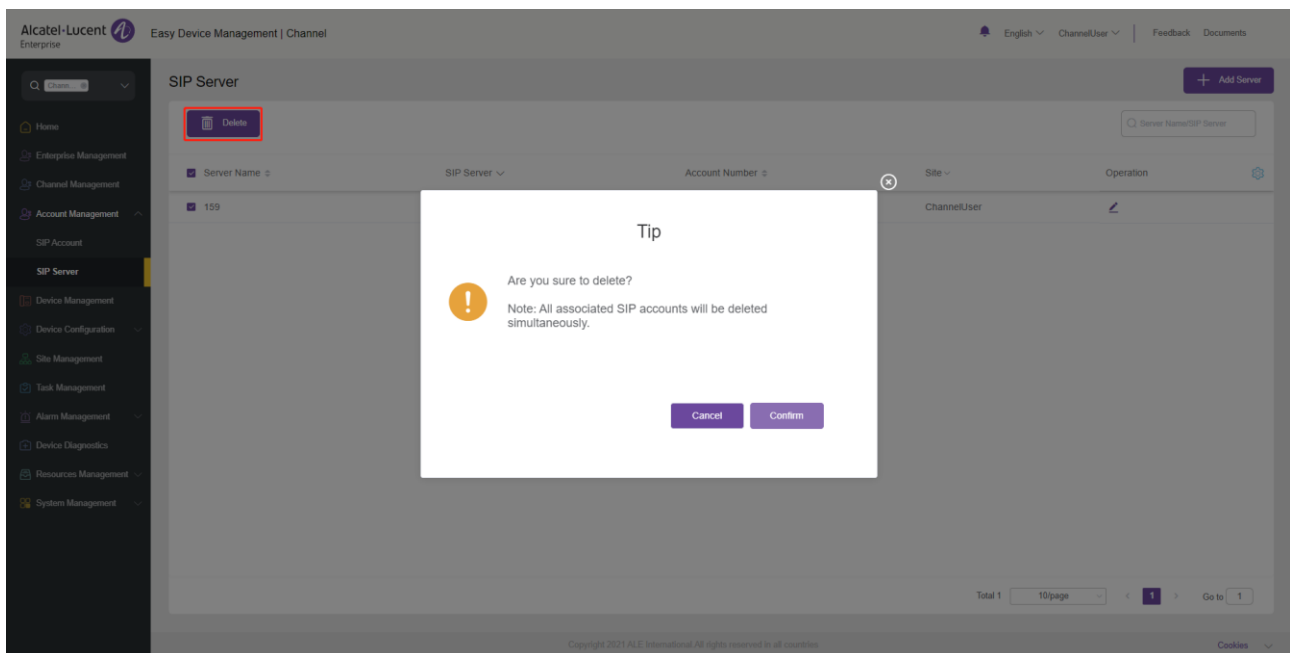 Alcatel-Lucent
Enterprise
Easy Device Management | Channel
English
ChannelUser
Feedback
Documents
Chann...
SIP Server
Add Server
Delete
Server Name/SIP Server
Home
Enterprise Management
Channel Management
Account Management
SIP Account
SIP Server
Device Management
Device Configuration
Site Management
Task Management
Alarm Management
Device Diagnostics
Resources Management
System Management
Server Name
SIP Server
Account Number
Site
Operation
159
ChannelUser
Tip
Are you sure to delete?
Note: All associated SIP accounts will be deleted
simultaneously.
Cancel
Confirm
Total 1
10/page
1
Go to
1
Copyright 2021 ALE International All rights reserved in all countries
Cookies